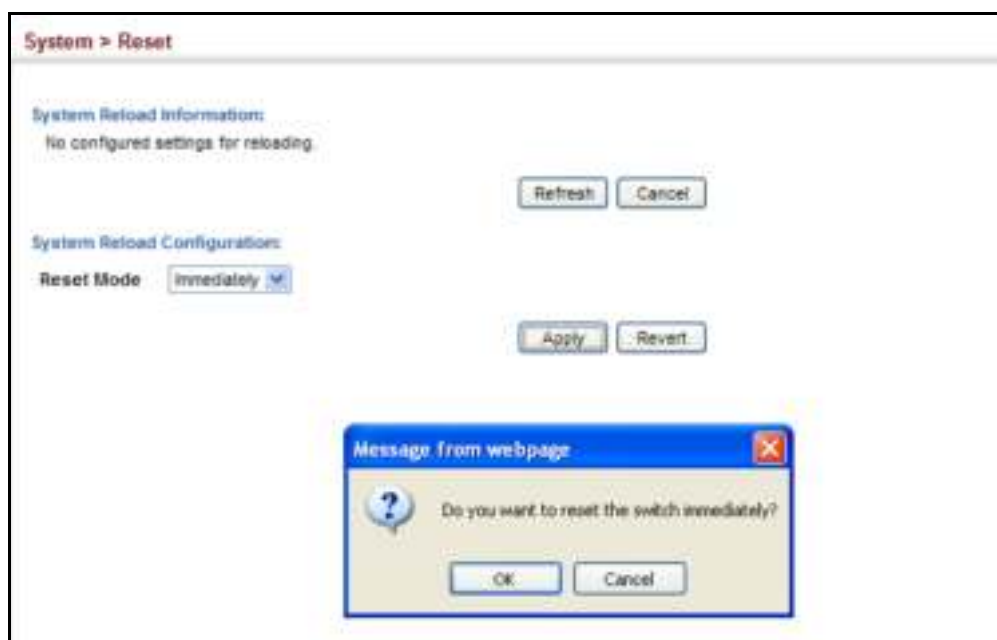 System > Reset
System Reload Information:
No configured settings for reloading.
Refresh Cancel
System Reload Configuration:
Reset Mode Immediately
Apply Revert
Message from webpage
Do you want to reset the switch immediately?
OK Cancel